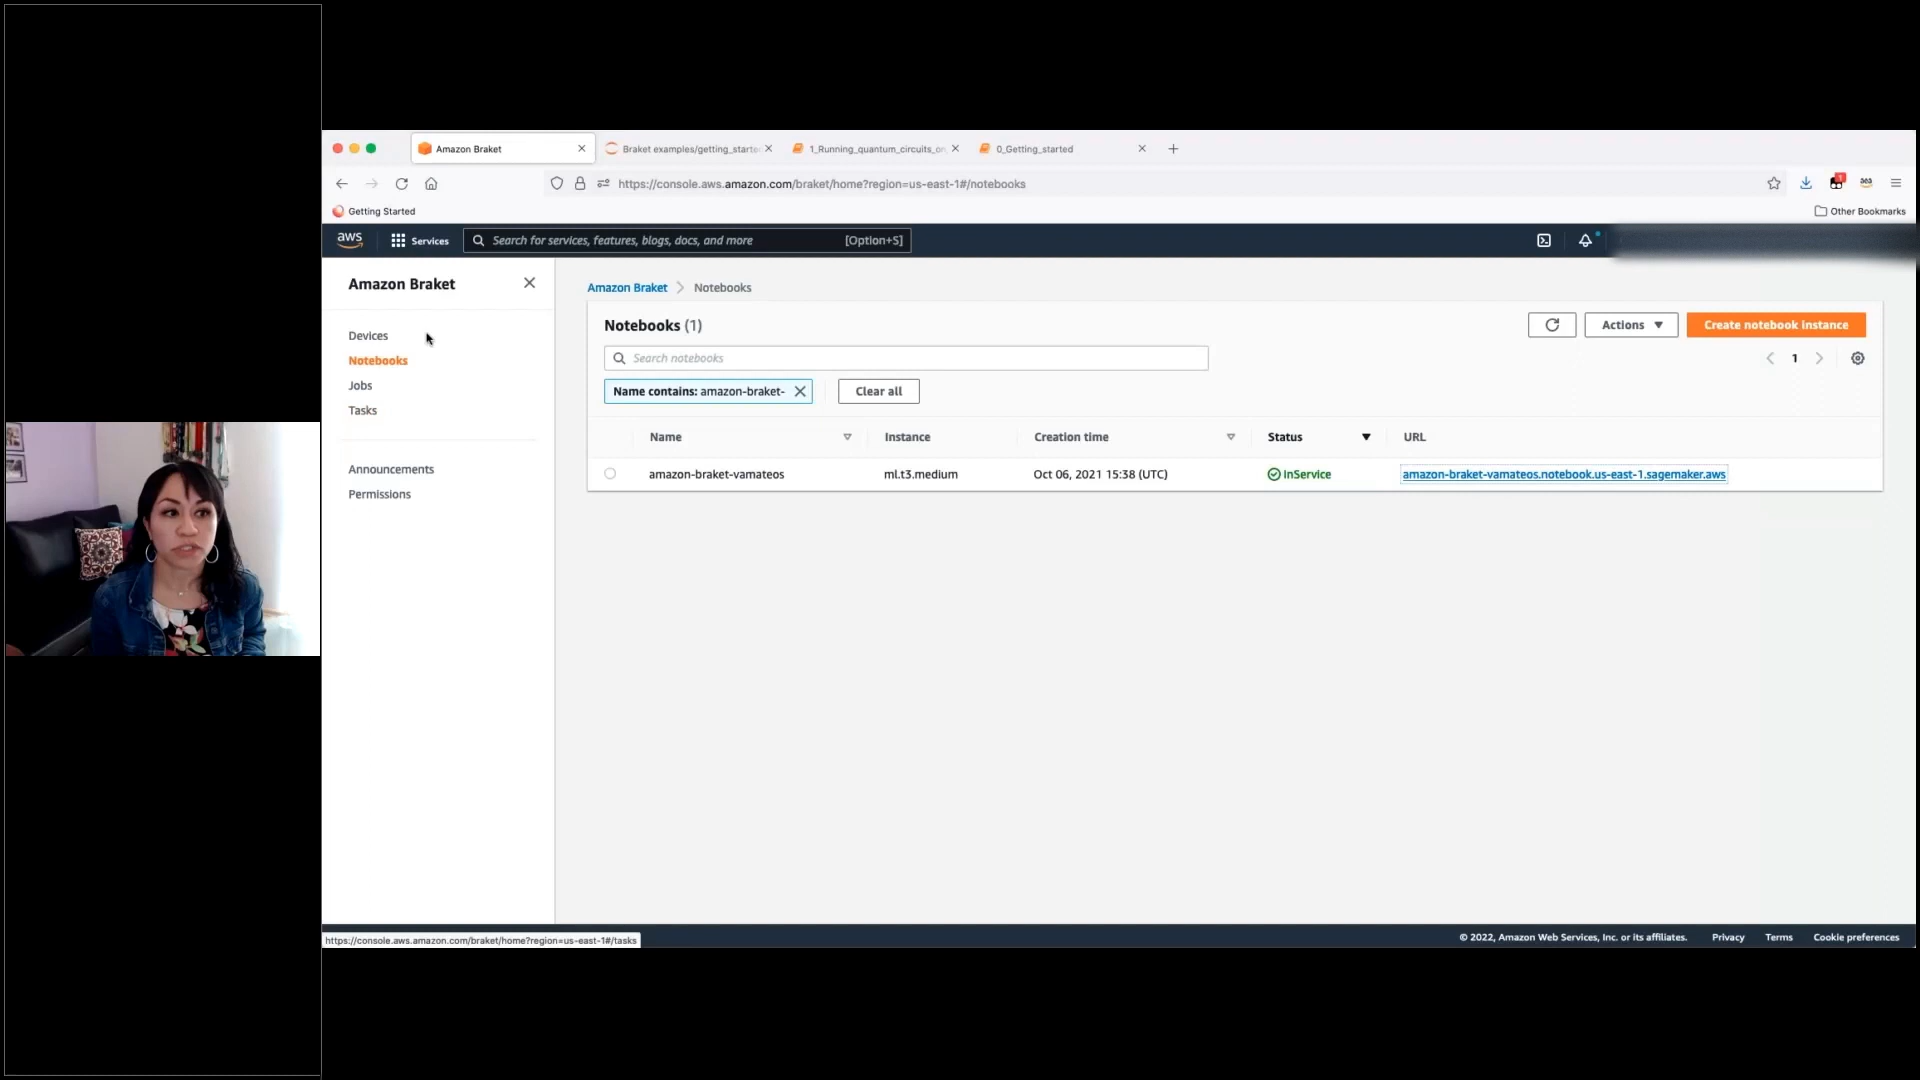 Amazon Braket
Braket examples/getting_starte
1_Running_quantum_circuits_on
0_Getting_started
https://console.aws.amazon.com/braket/home?region=us-east-1#/notebooks
1
Getting Started
Other Bookmarks
aws
Services
Search for services, features, blogs, docs, and more
[Option+S]
Amazon Braket
Devices
Notebooks
Jobs
Tasks
Announcements
Permissions
Amazon Braket
Notebooks
Notebooks (1)
Actions
Create notebook instance
Search notebooks
1
Name contains: amazon-braket-
Clear all
Name
Instance
Creation time
Status
URL
amazon-braket-vamateos
ml.t3.medium
Oct 06, 2021 15:38 (UTC)
InService
amazon-braket-vamateos.notebook.us-east-1.sagemaker.aws
https://console.aws.amazon.com/braket/home?region=us-east-1#/tasks
© 2022, Amazon Web Services, Inc. or its affiliates.
Privacy
Terms
Cookie preferences